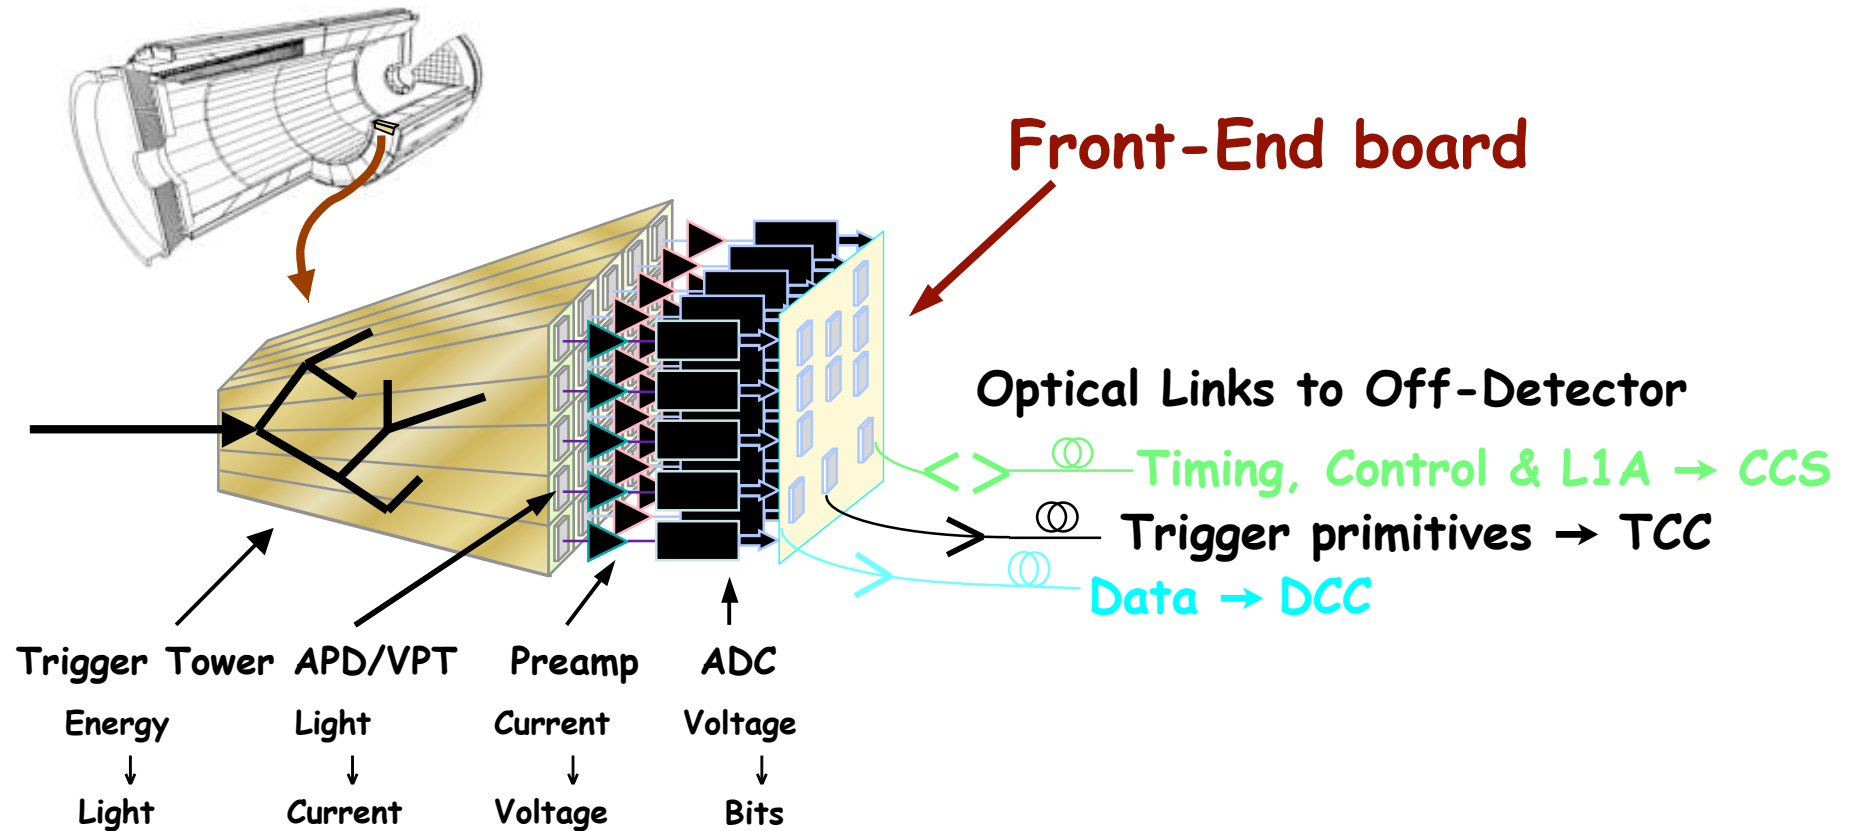 Front-End board
Optical Links to Off-Detector
Timing, Control & L1A → CCS
Trigger primitives → TCC
Data → DCC
Trigger Tower APD/VPT Preamp ADC
Energy Light Current Voltage
↓ ↓ ↓ ↓
Light Current Voltage Bits